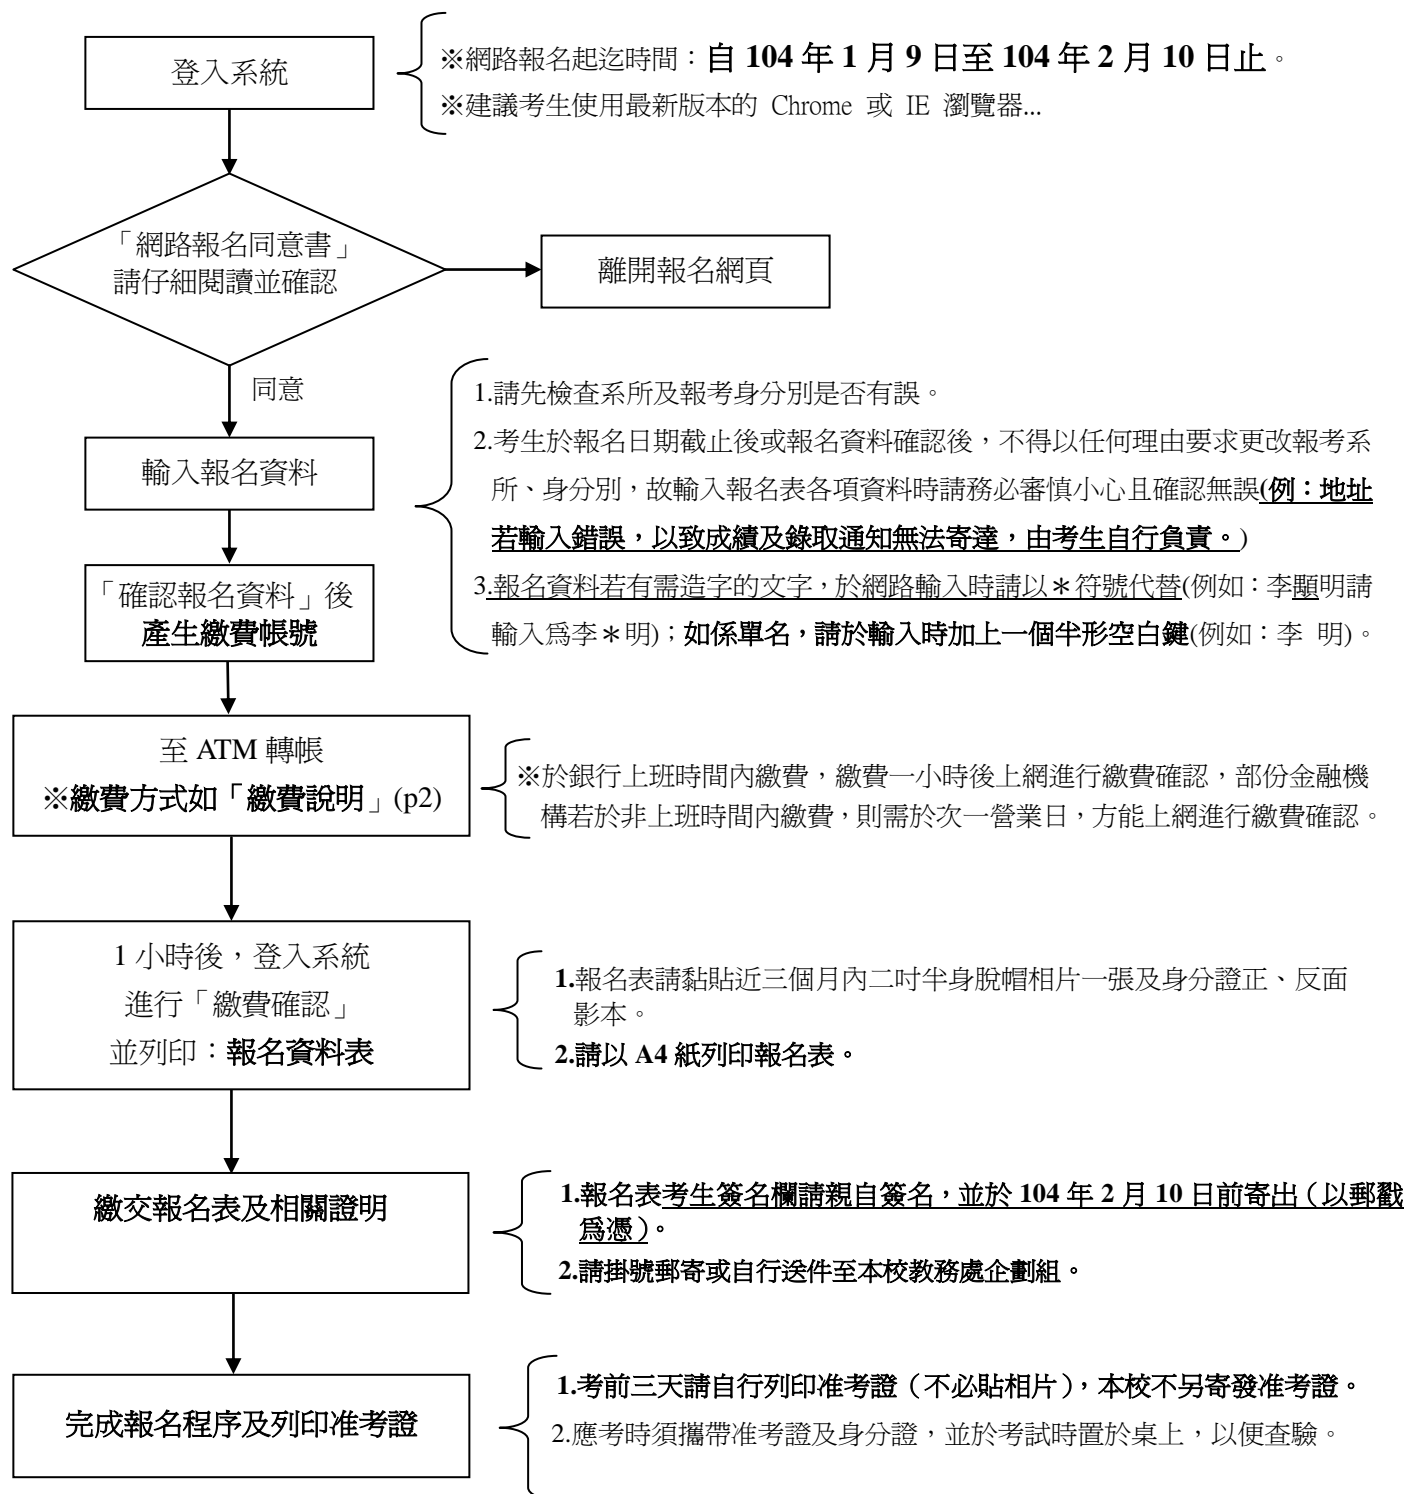 登入系統
※網路報名起迄時間：自 104 年 1 月 9 日至 104 年 2 月 10 日止。
※建議考生使用最新版本的 Chrome 或 IE 瀏覽器...
「網路報名同意書」
請仔細閱讀並確認
離開報名網頁
同意
輸入報名資料
1.請先檢查系所及報考身分別是否有誤。
2.考生於報名日期截止後或報名資料確認後，不得以任何理由要求更改報考系
所、身分別，故輸入報名表各項資料時請務必審慎小心且確認無誤(例：地址
若輸入錯誤，以致成績及錄取通知無法寄達，由考生自行負責。)
3.報名資料若有需造字的文字，於網路輸入時請以＊符號代替(例如：李顯明請
輸入為李＊明)；如係單名，請於輸入時加上一個半形空白鍵(例如：李 明)。
「確認報名資料」後
產生繳費帳號
至 ATM 轉帳
※繳費方式如「繳費說明」(p2)
※於銀行上班時間內繳費，繳費一小時後上網進行繳費確認，部份金融機
構若於非上班時間內繳費，則需於次一營業日，方能上網進行繳費確認。
1 小時後，登入系統
進行「繳費確認」
並列印：報名資料表
1.報名表請黏貼近三個月內二吋半身脫帽相片一張及身分證正、反面
影本。
2.請以 A4 紙列印報名表。
繳交報名表及相關證明
1.報名表考生簽名欄請親自簽名，並於 104 年 2 月 10 日前寄出（以郵戳
為憑）。
2.請掛號郵寄或自行送件至本校教務處企劃組。
完成報名程序及列印准考證
1.考前三天請自行列印准考證（不必貼相片），本校不另寄發准考證。
2.應考時須攜帶准考證及身分證，並於考試時置於桌上，以便查驗。